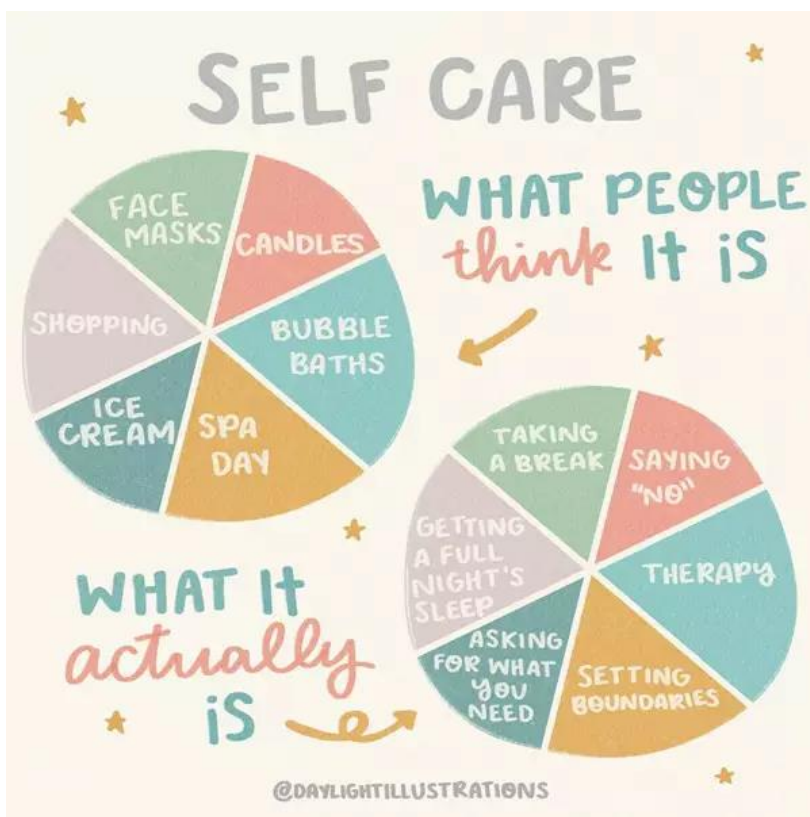 SELF CARE
WHAT PEOPLE
think IT iS
FACE
MASKS
CANDLES
BUBBLE
BATHS
SPA
DAY
ICE
CREAM
SHOPPING
WHAT IT
actually
iS
TAKING
A BREAK
SAYING
"NO"
THERAPY
SETTING
BOUNDARIES
ASKING
FOR WHAT
YOU
NEED
GETTING
A FULL
NIGHT'S
SLEEP
@DAYLIGHTILLUSTRATIONS